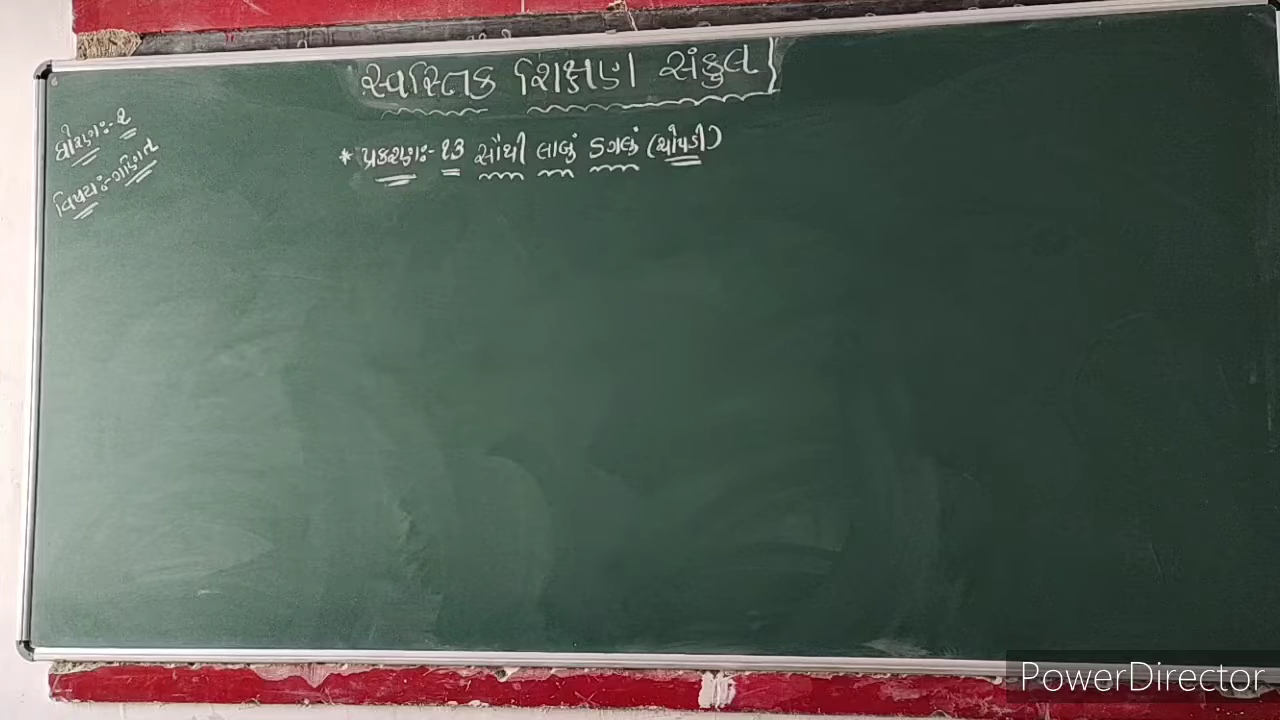 સ્વસ્તિક શિક્ષણ સંકુલ
ધોરણઃ- ૨
વિષયઃ- ગણિત
* પ્રકરણઃ- ૧૩ સૌથી લાબું ડગલું (ચોપડી)
PowerDirector